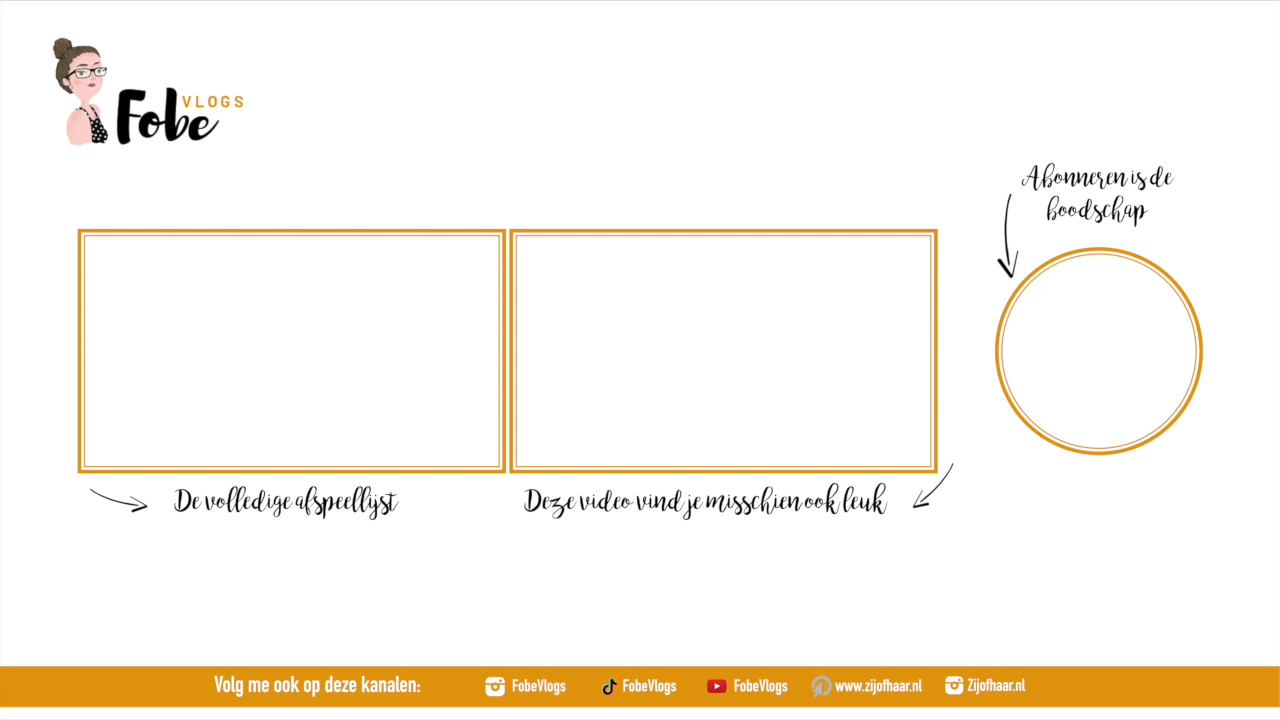 VLOGS
Fobe
Abonneren is de
boodschap
De volledige afspeellijst
Deze video vind je misschien ook leuk
Volg me ook op deze kanalen:
FobeVlogs
FobeVlogs
FobeVlogs
www.zijofhaar.nl
Zijofhaar.nl